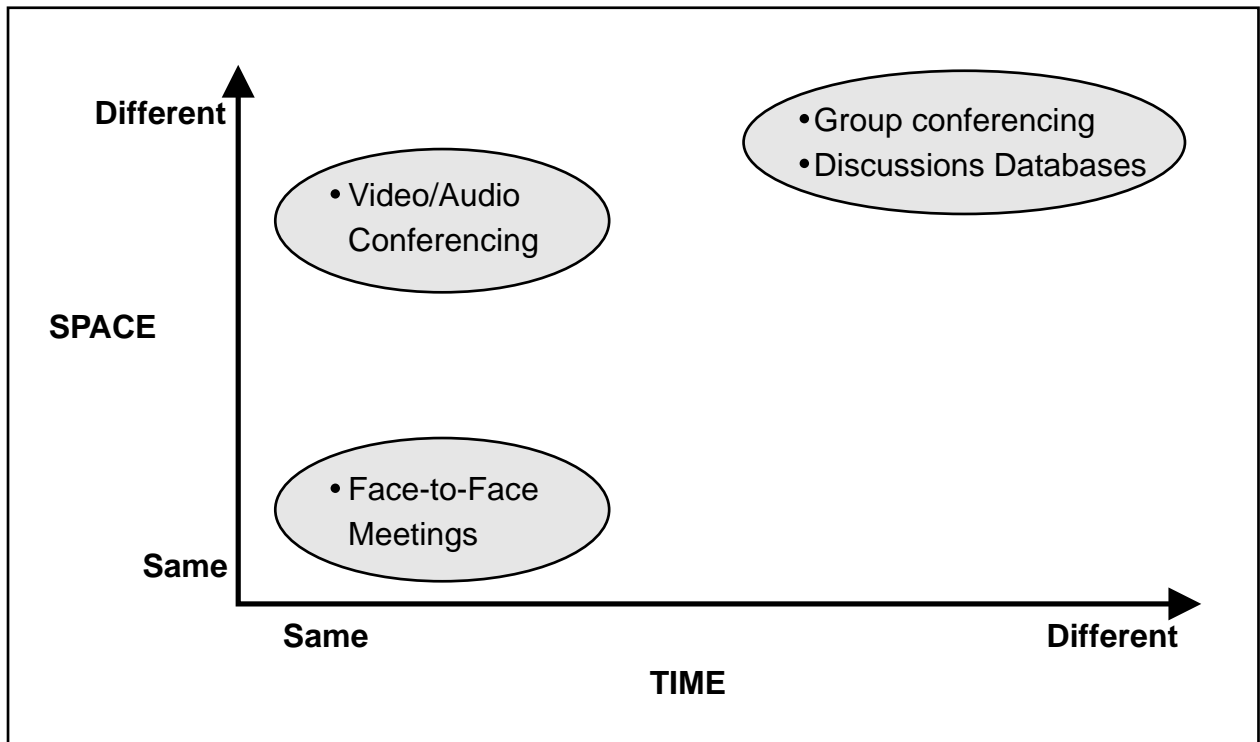 Different
• Group conferencing
• Discussions Databases
• Video/Audio
Conferencing
SPACE
• Face-to-Face
Meetings
Same
Same
Different
TIME